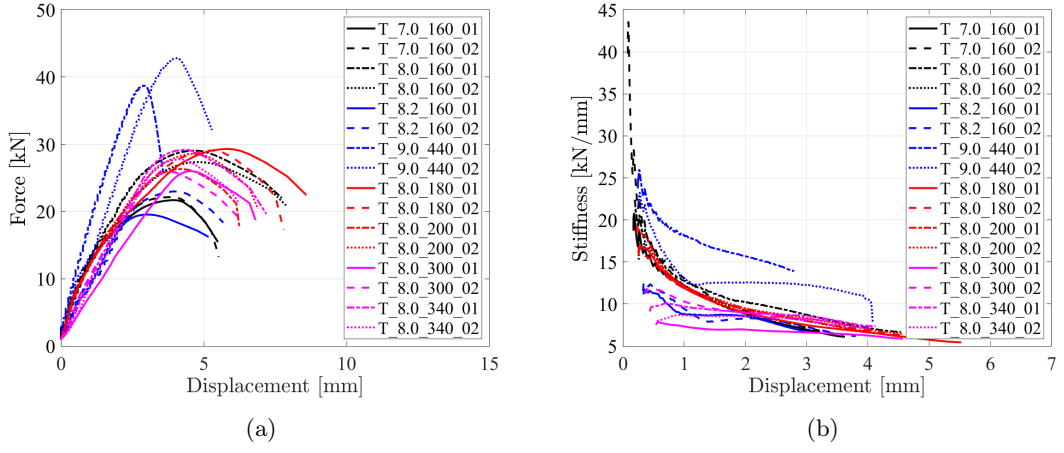 50
40
30
20
10
0
Force [kN]
0
5
10
15
Displacement [mm]
T_7.0_160_01
T_7.0_160_02
T_8.0_160_01
T_8.0_160_02
T_8.2_160_01
T_8.2_160_02
T_9.0_440_01
T_9.0_440_02
T_8.0_180_01
T_8.0_180_02
T_8.0_200_01
T_8.0_200_02
T_8.0_300_01
T_8.0_300_02
T_8.0_340_01
T_8.0_340_02
(a)
45
40
35
30
25
20
15
10
5
Stiffness [kN/mm]
0
1
2
3
4
5
6
7
Displacement [mm]
T_7.0_160_01
T_7.0_160_02
T_8.0_160_01
T_8.0_160_02
T_8.2_160_01
T_8.2_160_02
T_9.0_440_01
T_9.0_440_02
T_8.0_180_01
T_8.0_180_02
T_8.0_200_01
T_8.0_200_02
T_8.0_300_01
T_8.0_300_02
T_8.0_340_01
T_8.0_340_02
(b)